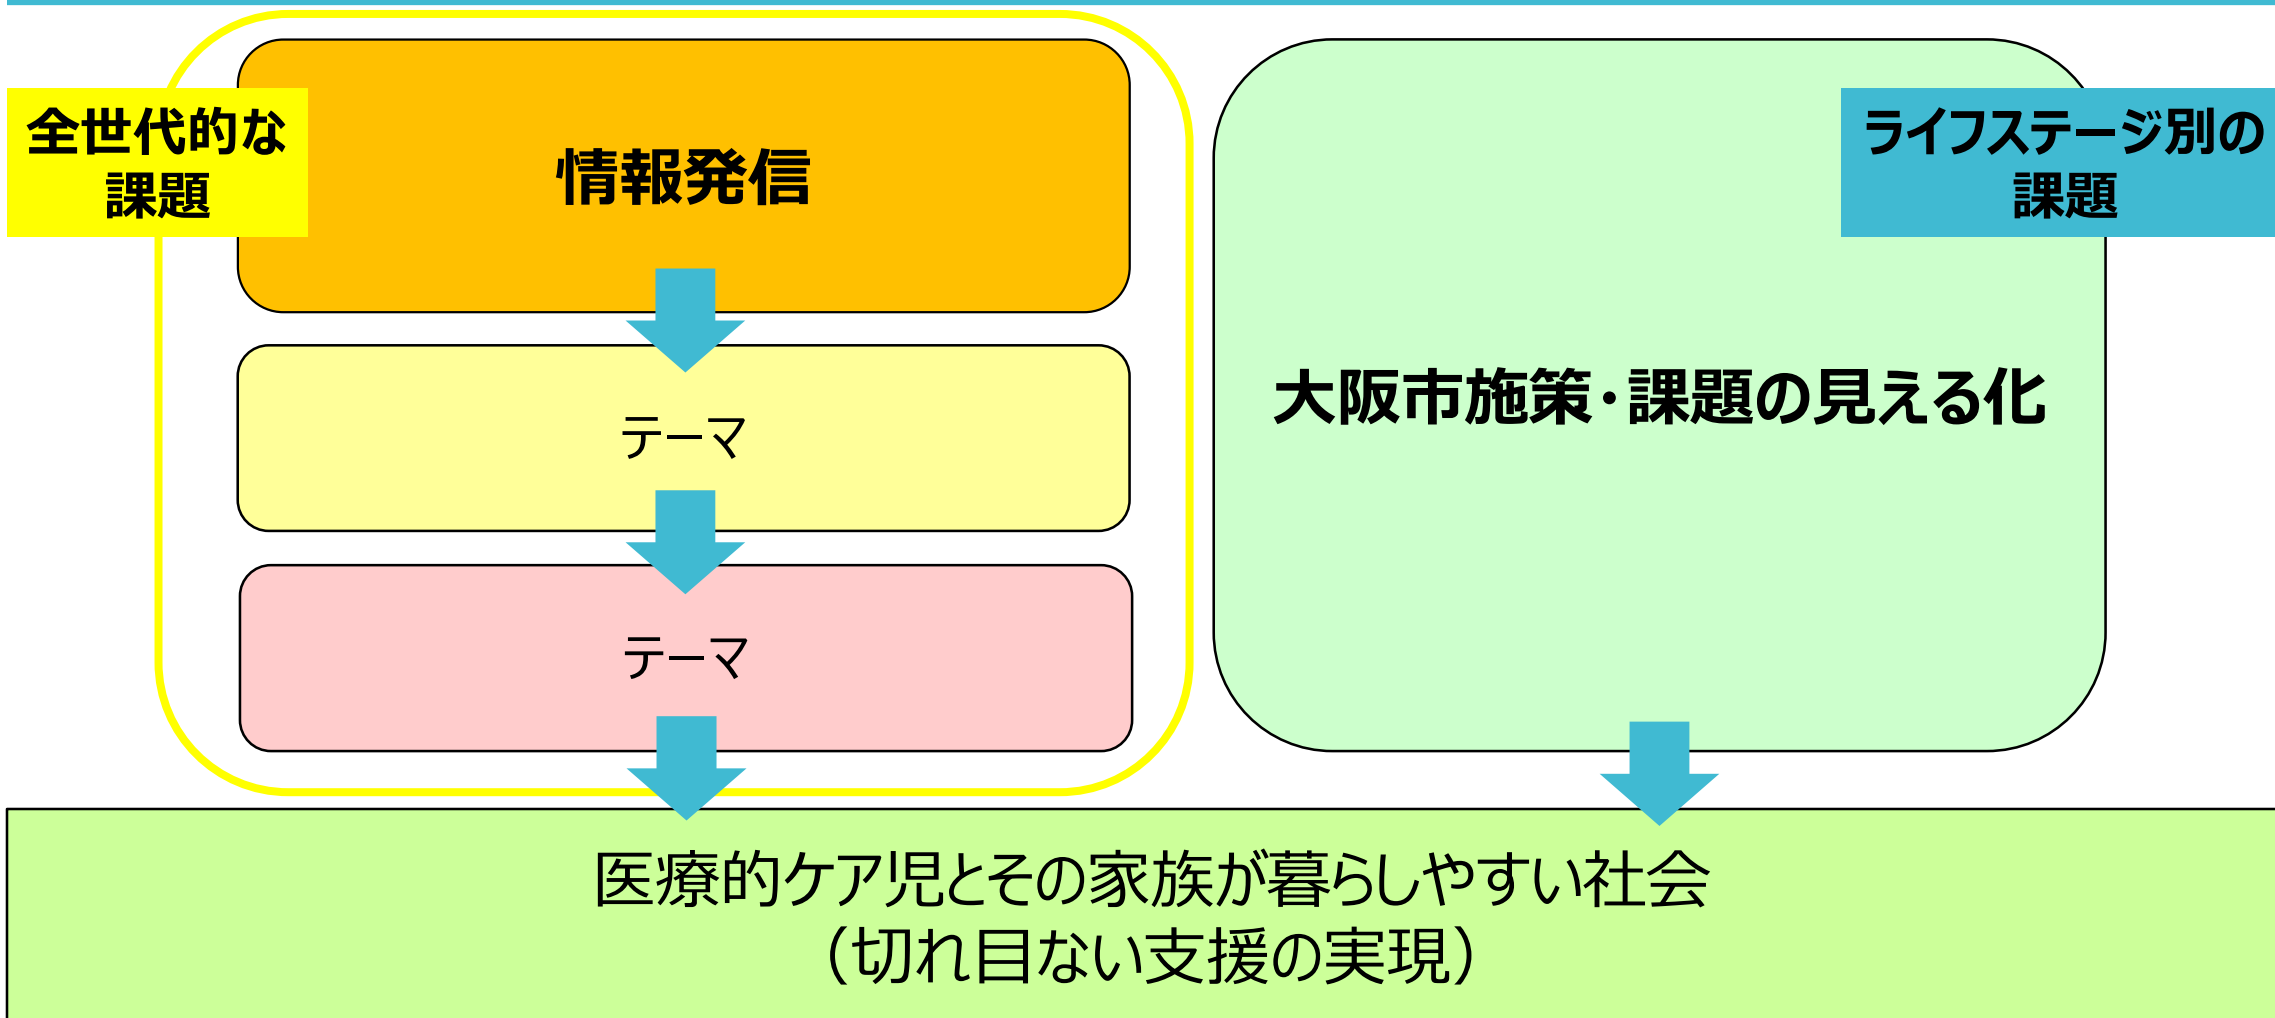 全世代的な
課題
情報発信
テーマ
テーマ
ライフステージ別の
課題
大阪市施策・課題の見える化
医療的ケア児とその家族が暮らしやすい社会
（切れ目ない支援の実現）